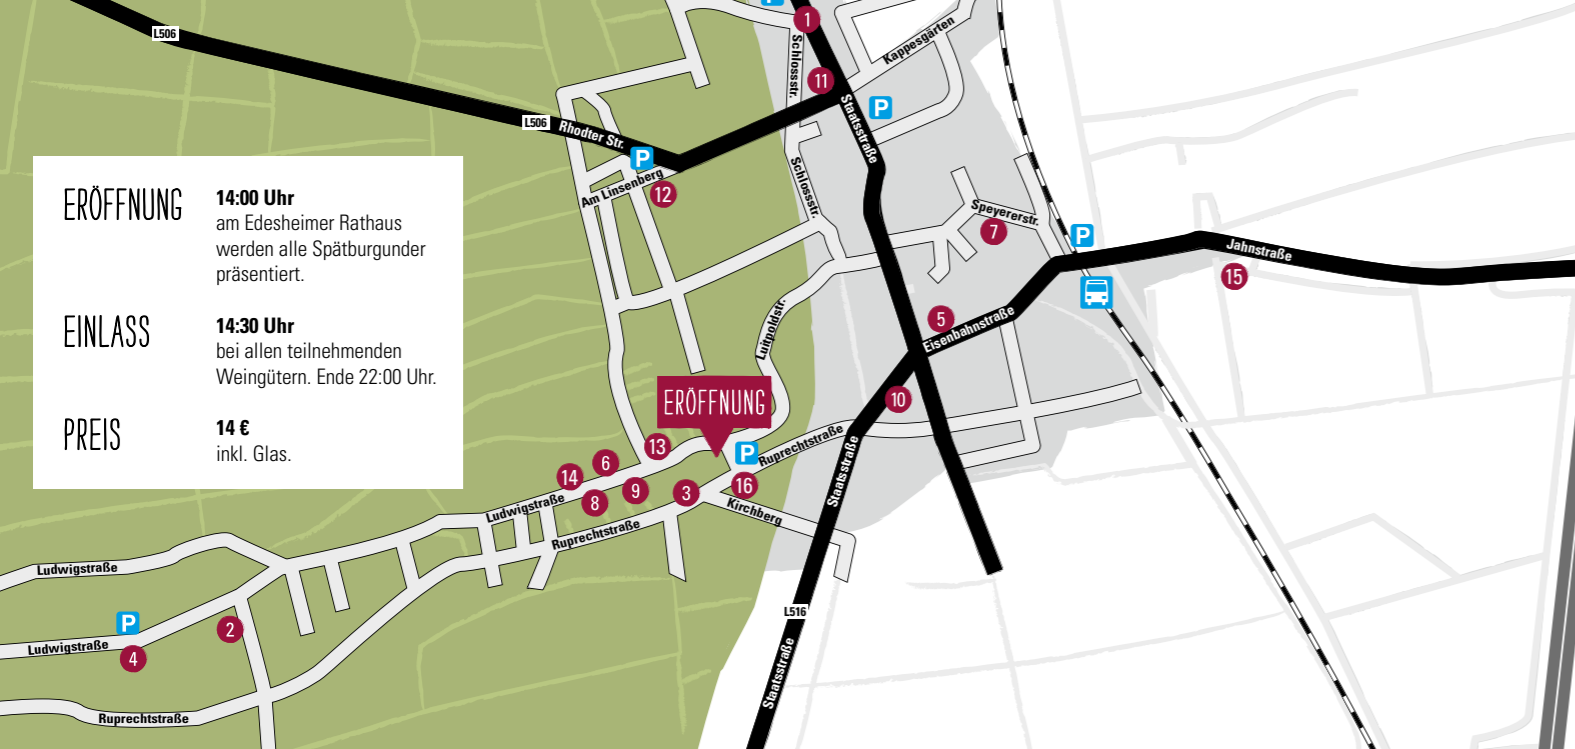 P
1
L506
Schlossstr.
Kappesgärten
11
P
Staatsstraße
L506
Rhodter Str.
P
Am Linsenberg
12
Schlossstr.
Speyererstr.
7
P
Jahnstraße
15
ERÖFFNUNG
14:00 Uhr
am Edesheimer Rathaus
werden alle Spätburgunder
präsentiert.
EINLASS
14:30 Uhr
bei allen teilnehmenden
Weingütern. Ende 22:00 Uhr.
PREIS
14 €
inkl. Glas.
5
Eisenbahnstraße
Luitpoldstr.
ERÖFFNUNG
10
13
P
Ruprechtstraße
Staatsstraße
14
6
8
9
3
16
Kirchberg
Ludwigstraße
Ruprechtstraße
Ludwigstraße
P
2
Ludwigstraße
4
Ruprechtstraße
L516
Staatsstraße